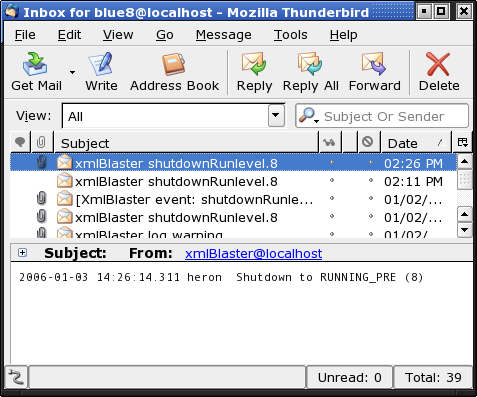 Inbox for blue8@localhost - Mozilla Thunderbird
File Edit View Go Message Tools Help
Get Mail Write Address Book Reply Reply All Forward Delete
View: All Subject Or Sender
Subject Date
xmlBlaster shutdownRunlevel.8 02:26 PM
xmlBlaster shutdownRunlevel.8 02:11 PM
[XmlBlaster event: shutdownRunle... 01/02/...
xmlBlaster shutdownRunlevel.8 01/02/...
xmlBlaster log warning 01/02/...
Subject: From: xmlBlaster@localhost
2006-01-03 14:26:14.311 heron Shutdown to RUNNING_PRE (8)
Unread: 0 Total: 39